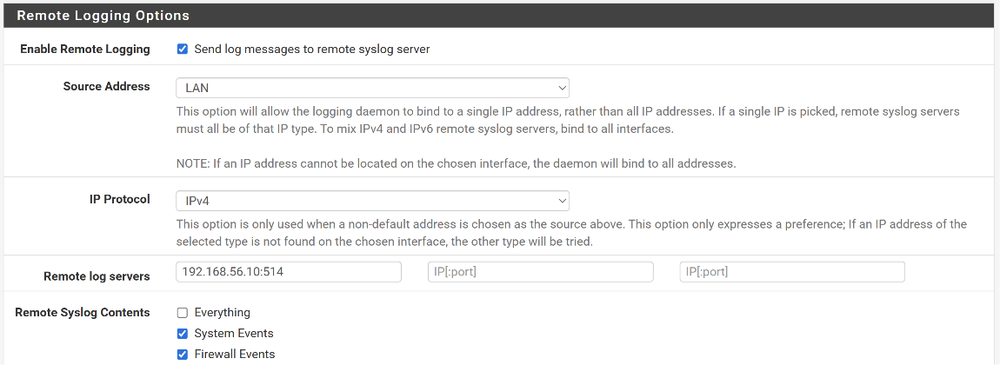 Remote Logging Options
Enable Remote Logging Send log messages to remote syslog server
Source Address LAN
This option will allow the logging daemon to bind to a single IP address, rather than all IP addresses. If a single IP is picked, remote syslog servers
must all be of that IP type. To mix IPv4 and IPv6 remote syslog servers, bind to all interfaces.
NOTE: If an IP address cannot be located on the chosen interface, the daemon will bind to all addresses.
IP Protocol IPv4
This option is only used when a non-default address is chosen as the source above. This option only expresses a preference; If an IP address of the
selected type is not found on the chosen interface, the other type will be tried.
Remote log servers 192.168.56.10:514 IP[:port] IP[:port]
Remote Syslog Contents Everything
System Events
Firewall Events